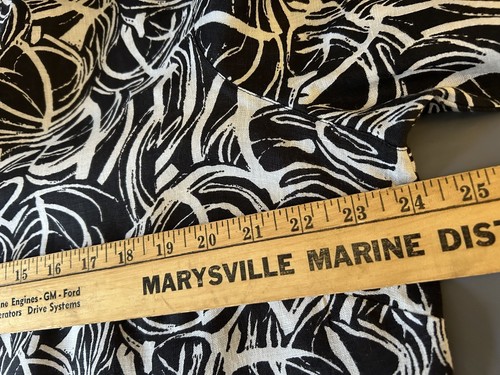 15 16 17 18 19 20 21 22 23 24 25
MARYSVILLE MARINE DIST
ne Engines - GM - Ford
erators Drive Systems